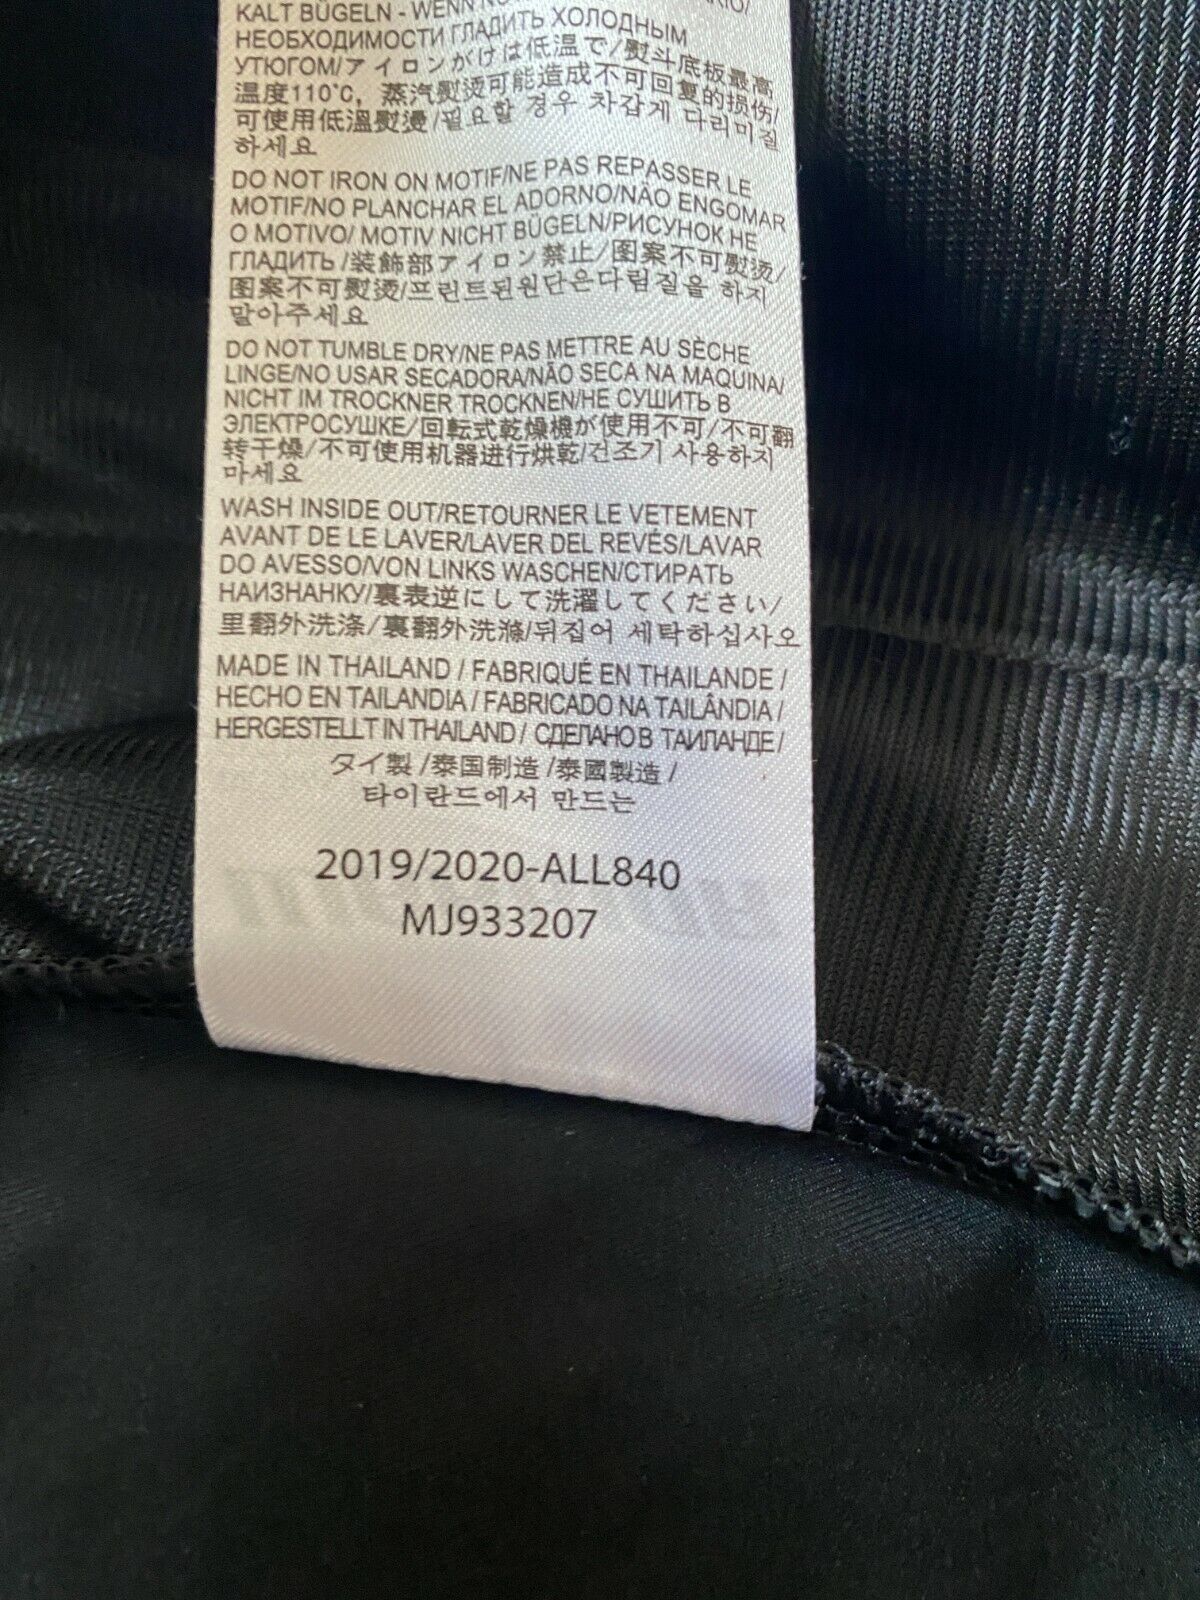 KALT BÜGELN - WENN
НЕОБХОДИМОСТИ ГЛАДИТЬ ХОЛОДНЫМ
УТЮГОМ/アイロンがけは低温で/熨斗底板最高
温度110°C，蒸汽熨烫可能造成不可回复的损伤/
可使用低溫熨燙/필요할 경우 차갑게 다리미질
하세요
DO NOT IRON ON MOTIF/NE PAS REPASSER LE
MOTIF/NO PLANCHAR EL ADORNO/NÃO ENGOMAR
O MOTIVO/ MOTIV NICHT BÜGELN/РИСУНОК НЕ
ГЛАДИТЬ /装飾部アイロン禁止/图案不可熨烫/
图案不可熨燙/프린트된원단은다림질을 하지
말아주세요
DO NOT TUMBLE DRY/NE PAS METTRE AU SÈCHE
LINGE/NO USAR SECADORA/NÃO SECA NA MAQUINA/
NICHT IM TROCKNER TROCKNEN/НЕ СУШИТЬ В
ЭЛЕКТРОСУШКЕ/回転式乾燥機が使用不可/不可翻
转干燥/不可使用机器进行烘乾/건조기 사용하지
마세요
WASH INSIDE OUT/RETOURNER LE VETEMENT
AVANT DE LE LAVER/LAVER DEL REVÉS/LAVAR
DO AVESSO/VON LINKS WASCHEN/СТИРАТЬ
НАИЗНАНКУ/裏表逆にして洗濯してください/
里翻外洗涤/裏翻外洗滌/뒤집어 세탁하십사오
MADE IN THAILAND / FABRIQUÉ EN THAILANDE /
HECHO EN TAILANDIA / FABRICADO NA TAILÂNDIA /
HERGESTELLT IN THAILAND / СДЕЛАНО В ТАИЛАНДЕ /
タイ製 /泰国制造 /泰國製造 /
타이란드에서 만드는
2019/2020-ALL840
MJ933207